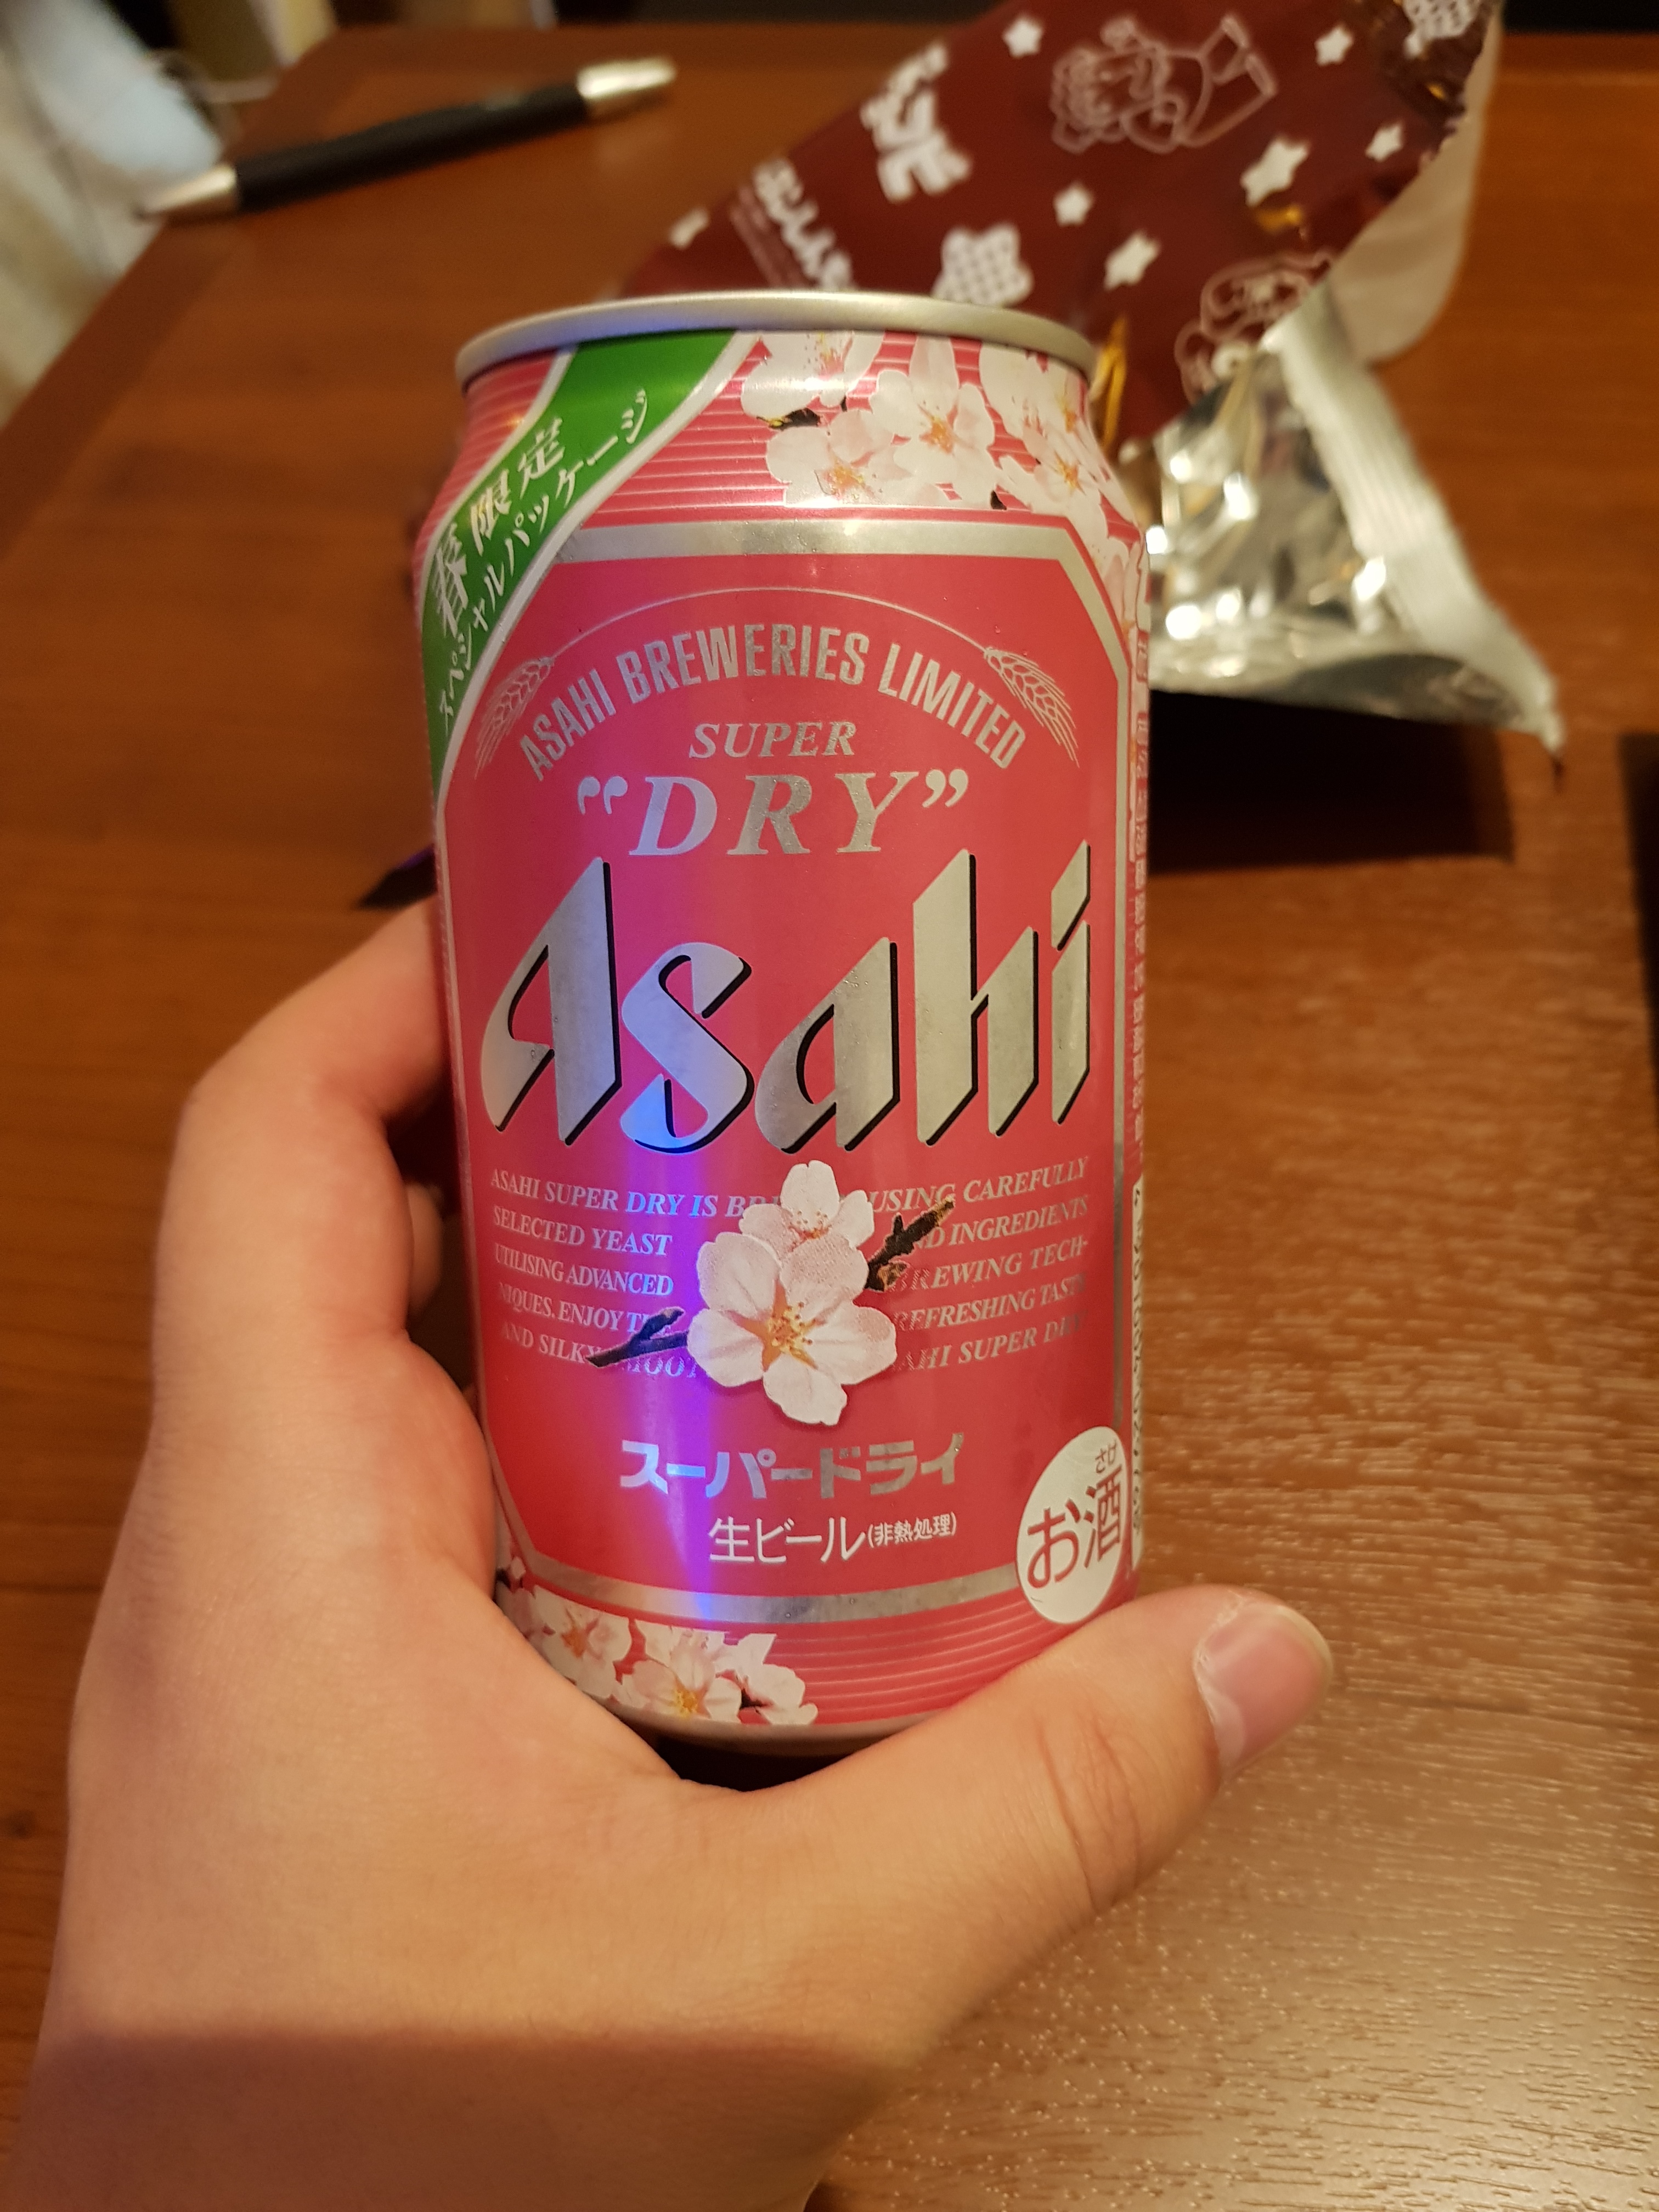 春限定
スペシャルパッケージ
ASAHI BREWERIES LIMITED
SUPER
“DRY”
Asahi
ASAHI SUPER DRY IS USING CAREFULLY
SELECTED YEAST INGREDIENTS
UTILISING ADVANCED BREWING TECH-
NIQUES. ENJOY REFRESHING TASTE
AND SILKY SUPER DRY
スーパードライ
生ビール(非熱処理)
さけ
お酒